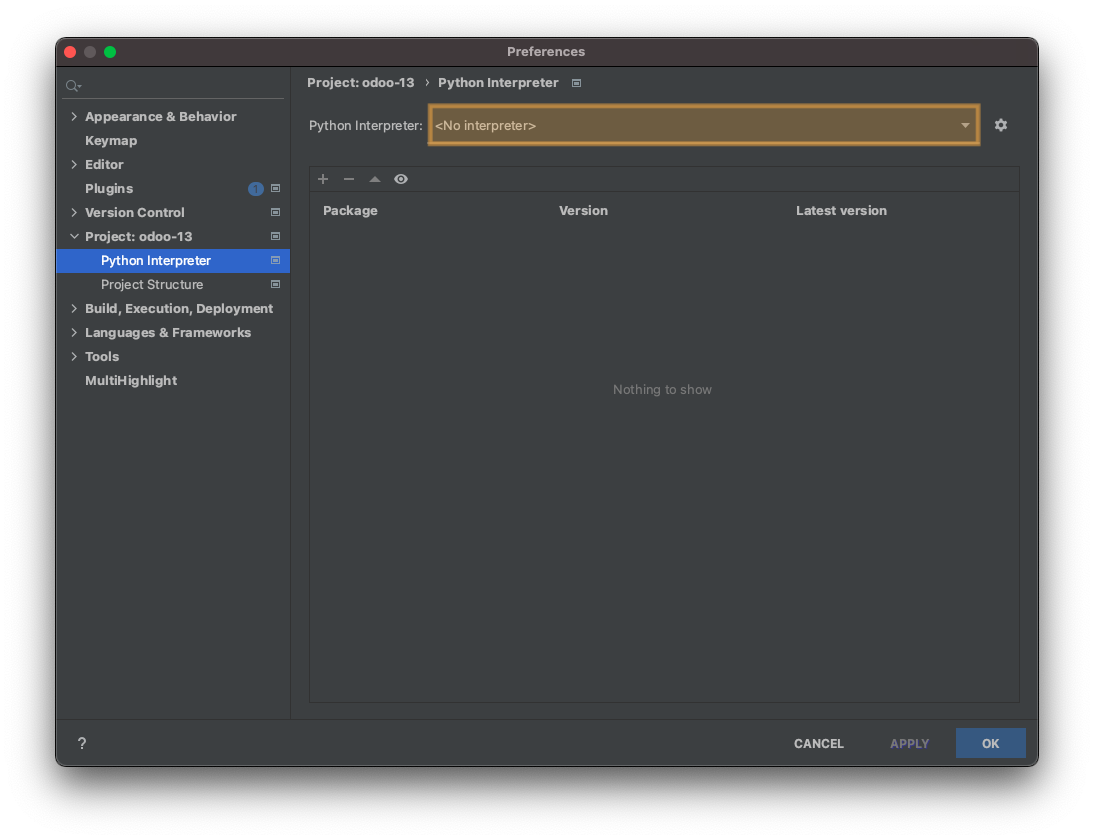 Preferences
Appearance & Behavior
Keymap
Editor
Plugins 1
Version Control
Project: odoo-13
Python Interpreter
Project Structure
Build, Execution, Deployment
Languages & Frameworks
Tools
MultiHighlight
Project: odoo-13 › Python Interpreter
Python Interpreter: <No interpreter>
Package Version Latest version
Nothing to show
? CANCEL APPLY OK